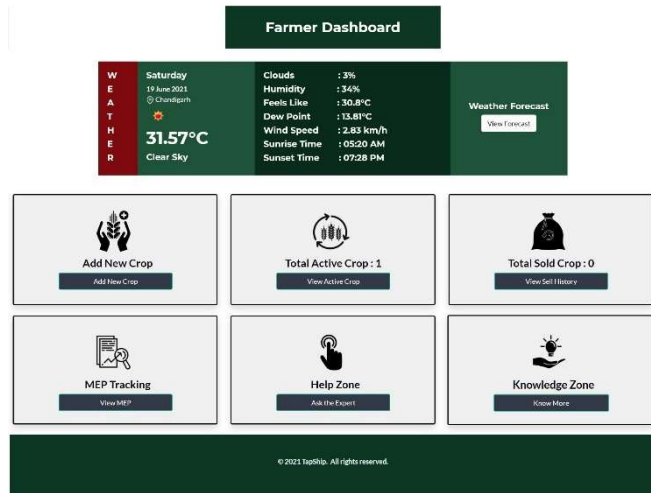 Farmer Dashboard
WEATHER
Saturday
19 June 2021
Chandigarh
31.57°C
Clear Sky
Clouds : 3%
Humidity : 34%
Feels Like : 30.8°C
Dew Point : 13.81°C
Wind Speed : 2.83 km/h
Sunrise Time : 05:20 AM
Sunset Time : 07:28 PM
Weather Forecast
View Forecast
Add New Crop
Add New Crop
Total Active Crop : 1
View Active Crop
Total Sold Crop : 0
View Sell History
MEP Tracking
View MEP
Help Zone
Ask the Expert
Knowledge Zone
Know More
© 2021 TapShip. All rights reserved.